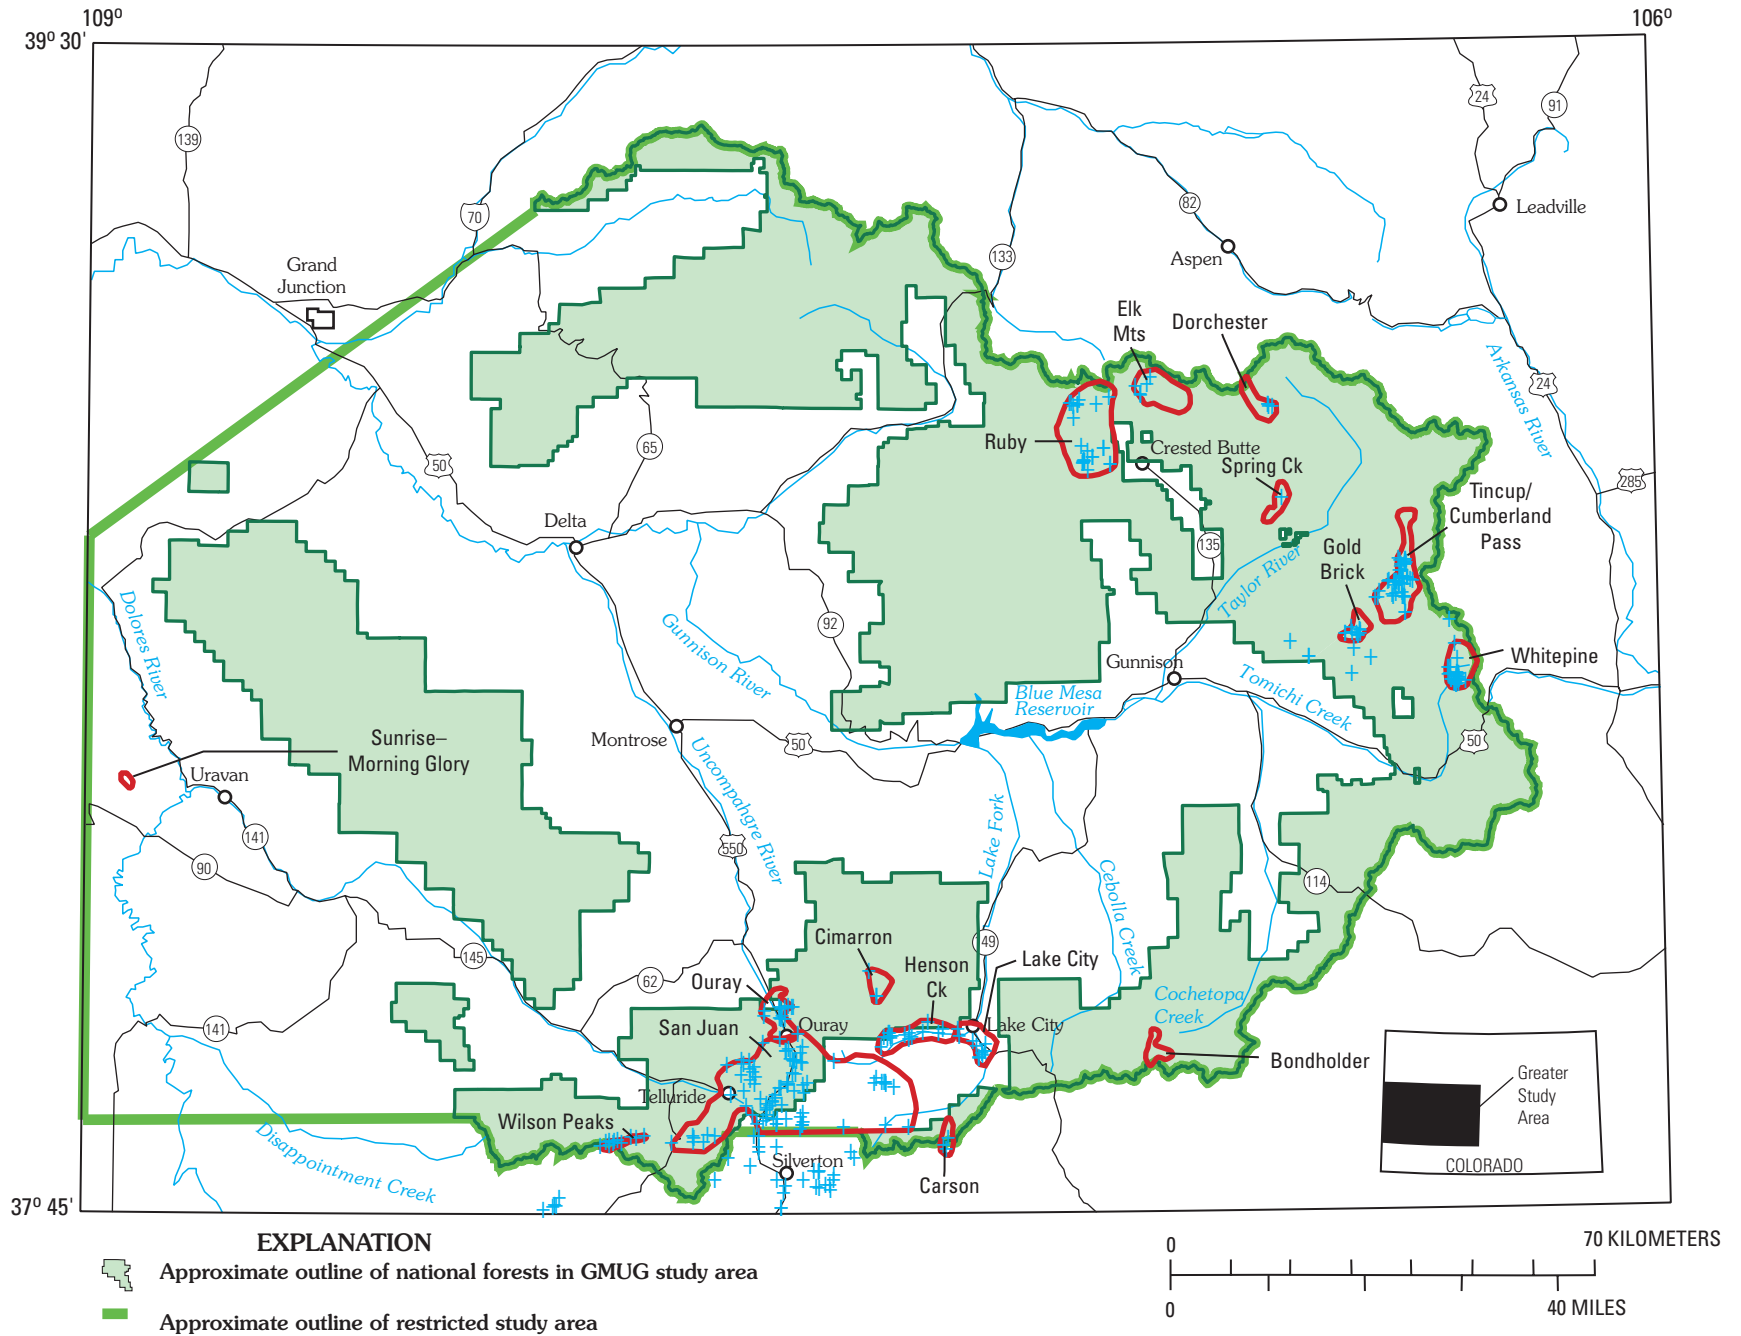 109º
106º
39º 30'
139
24
91
70
Leadville
82
133
Aspen
Grand
Junction
Elk
Mts
Dorchester
Arkansas River
24
Ruby
Crested Butte
Spring Ck
65
50
285
Tincup/
Cumberland
Pass
Delta
135
Gold
Brick
Taylor River
Dolores River
Gunnison River
92
Gunnison
Whitepine
Tomichi Creek
Blue Mesa
Reservoir
Sunrise–
Morning Glory
Montrose
50
50
Uncompahgre River
Uravan
141
90
550
Lake Fork
Cebolla Creek
114
Cimarron
49
145
62
Henson
Ck
Lake City
Ouray
Cochetopa
Creek
San Juan
Ouray
Lake City
141
Bondholder
Telluride
Greater
Study
Area
Wilson Peaks
Disappointment Creek
Silverton
COLORADO
Carson
37º 45'
EXPLANATION
Approximate outline of national forests in GMUG study area
Approximate outline of restricted study area
0
70 KILOMETERS
0
40 MILES